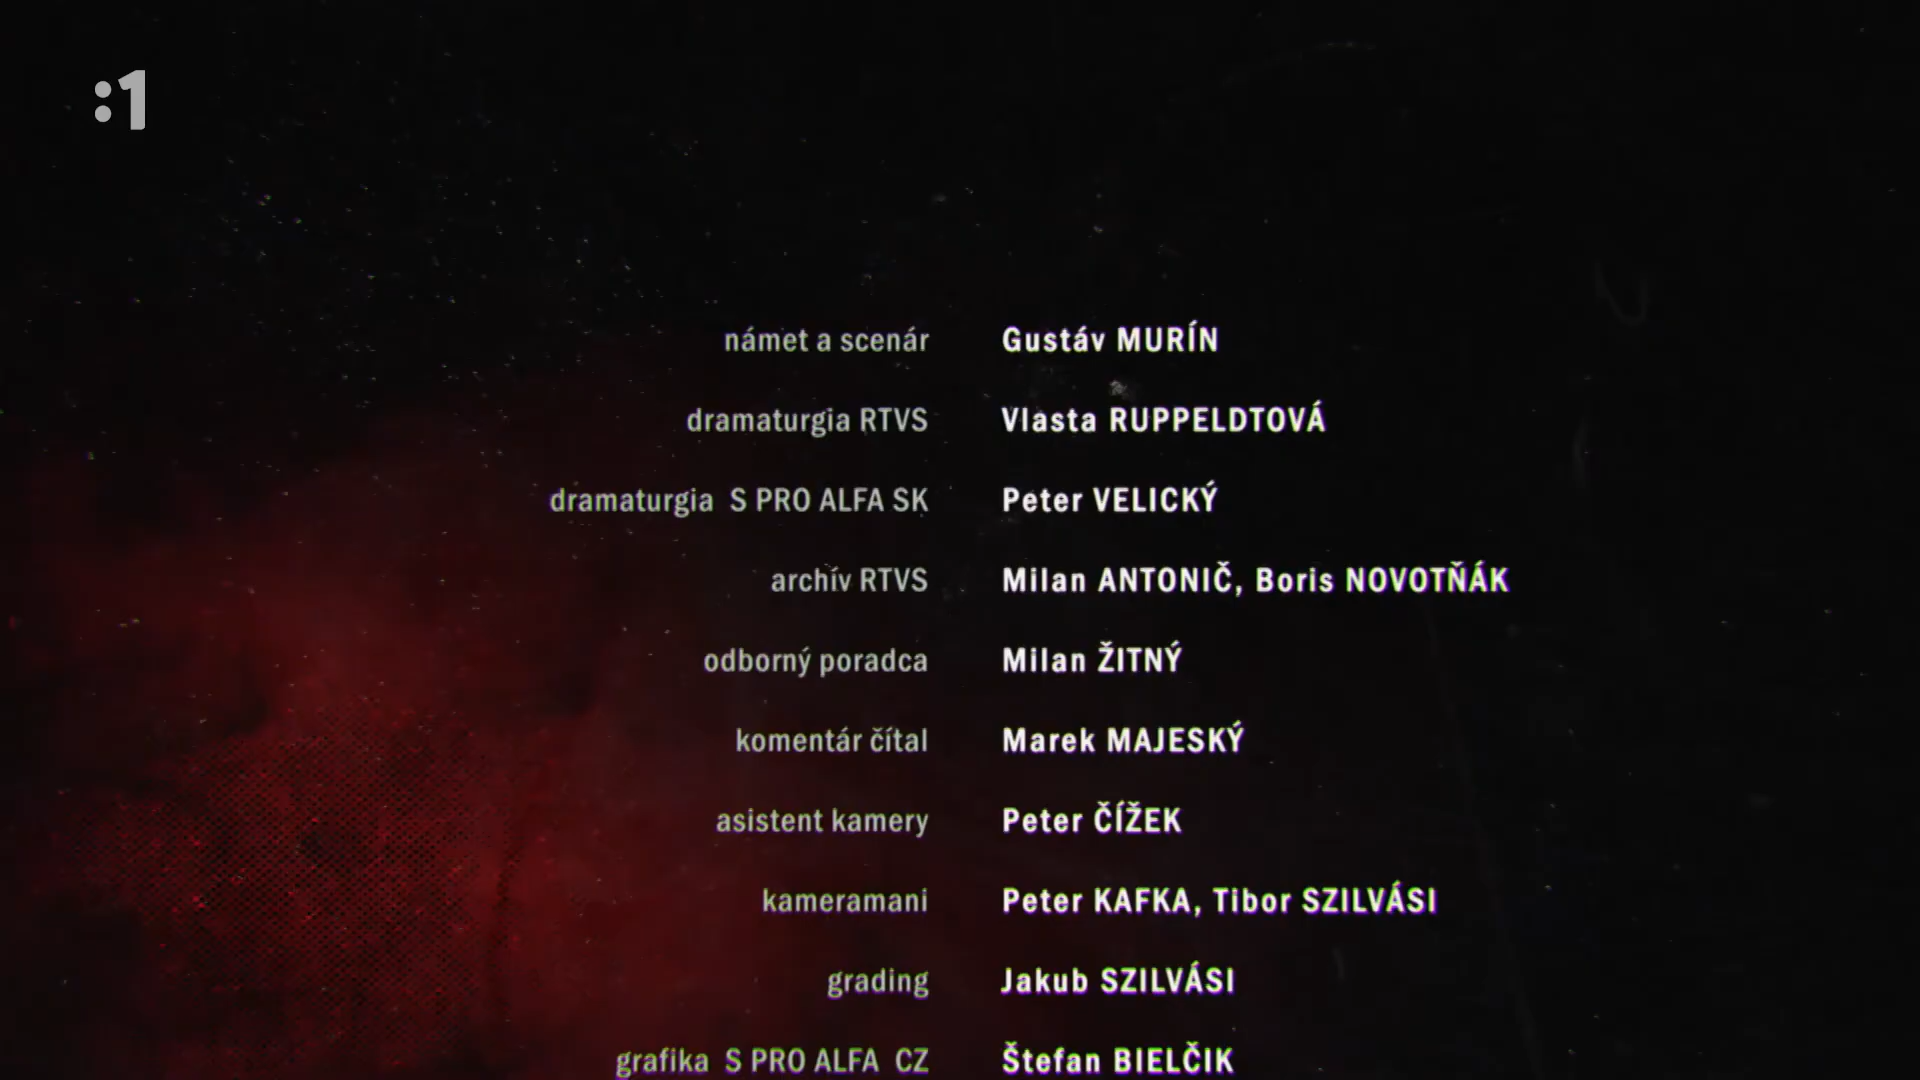 :1
námet a scenár Gustáv MURÍN
dramaturgia RTVS Vlasta RUPPELDTOVÁ
dramaturgia S PRO ALFA SK Peter VELICKÝ
archív RTVS Milan ANTONIČ, Boris NOVOTŇÁK
odborný poradca Milan ŽITNÝ
komentár čítal Marek MAJESKÝ
asistent kamery Peter ČÍŽEK
kameramani Peter KAFKA, Tibor SZILVÁSI
grading Jakub SZILVÁSI
grafika S PRO ALFA CZ Štefan BIELČIK